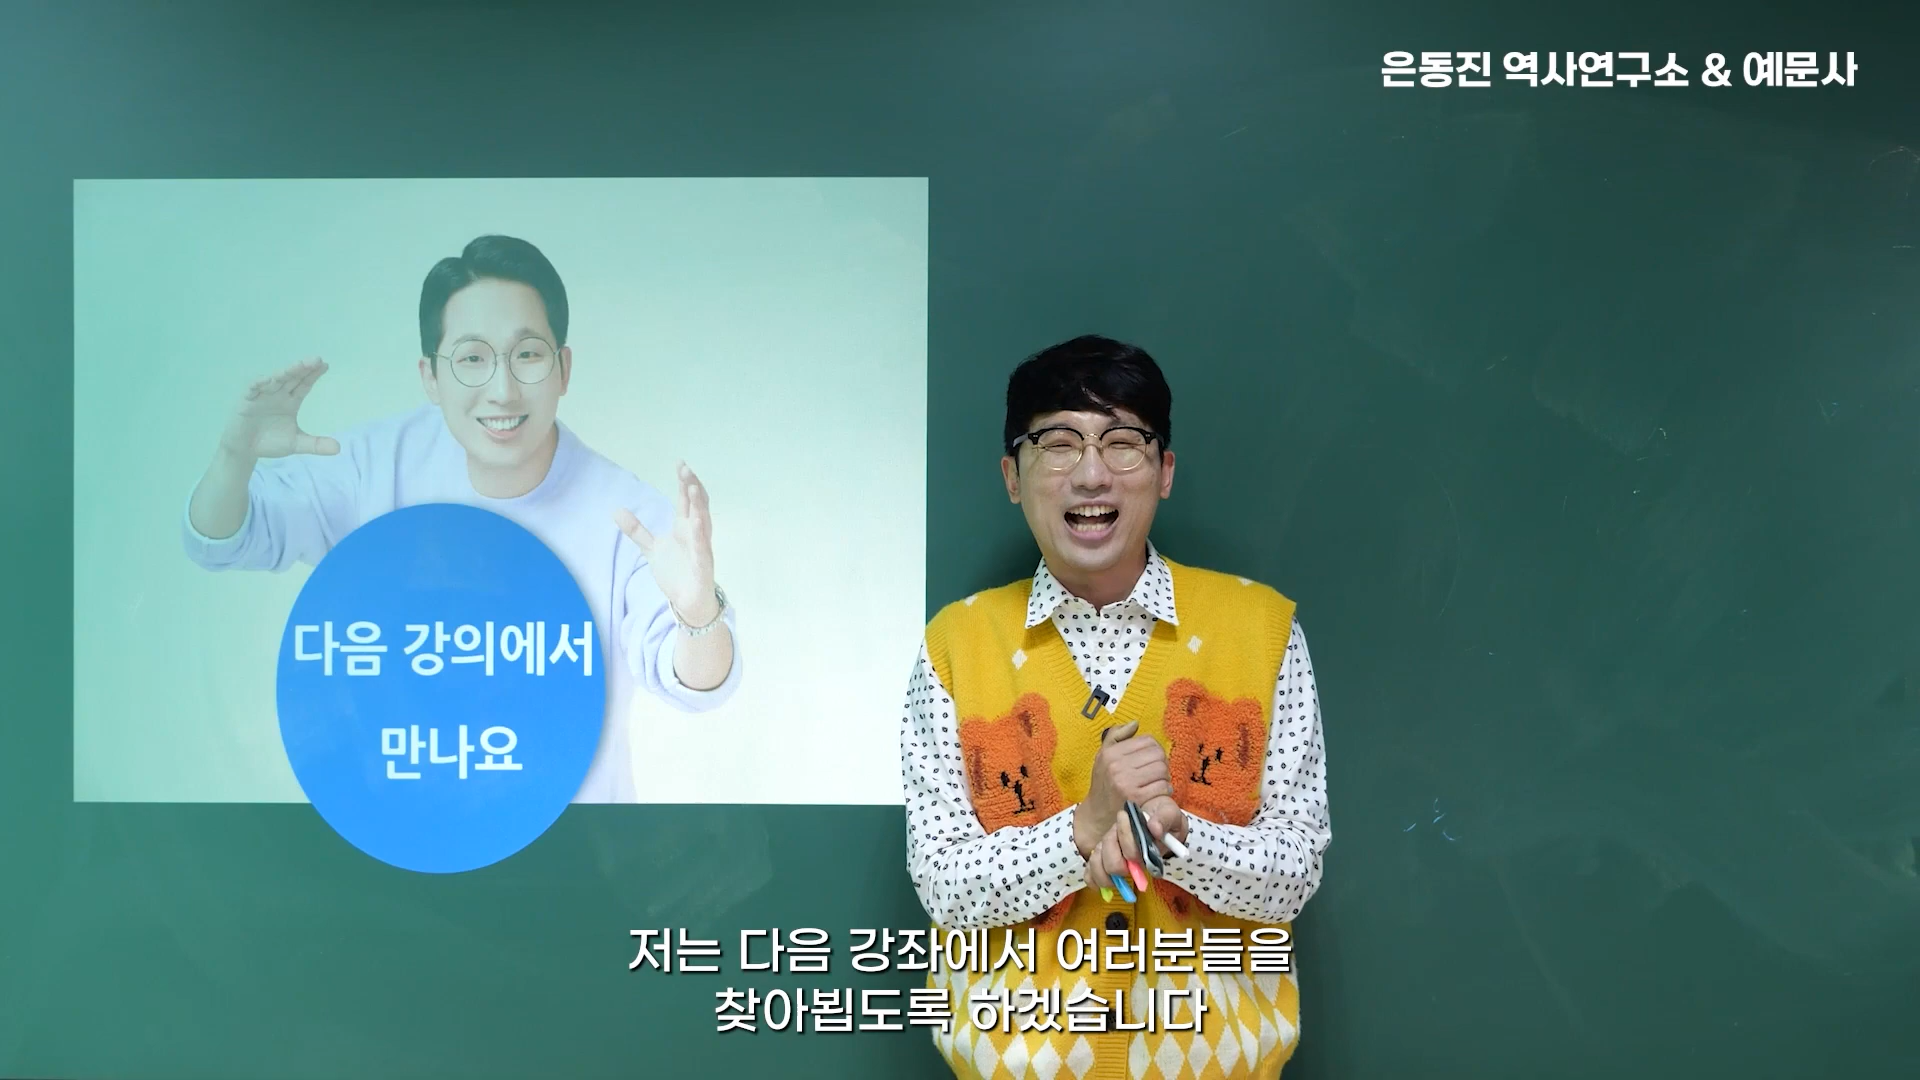 은동진 역사연구소 & 예문사
다음 강의에서
만나요
저는 다음 강좌에서 여러분들을
찾아뵙도록 하겠습니다